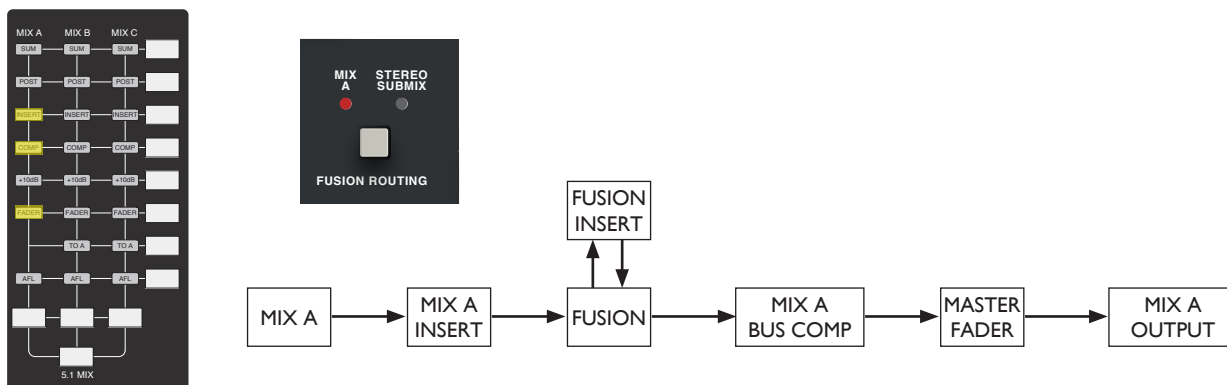 MIX A MIX B MIX C
SUM SUM SUM
POST POST POST
INSERT INSERT INSERT
COMP COMP COMP
+10dB +10dB +10dB
FADER FADER FADER
TO A TO A
AFL AFL AFL
5.1 MIX
MIX STEREO
A SUBMIX
FUSION ROUTING
FUSION
INSERT
MIX A
MIX A
INSERT
FUSION
MIX A
BUS COMP
MASTER
FADER
MIX A
OUTPUT